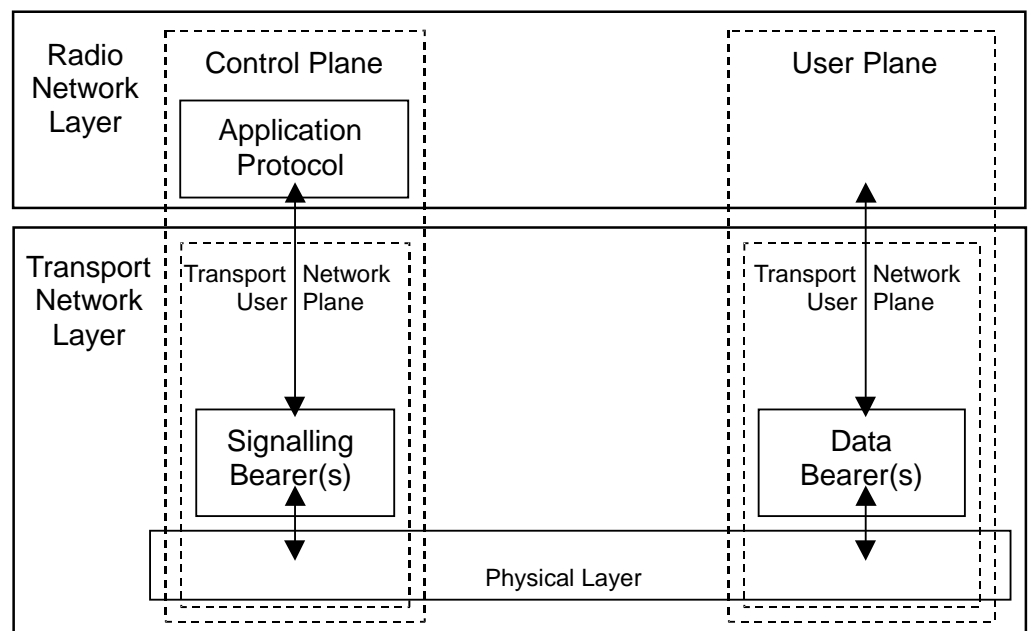 Radio
Network
Layer
Control Plane
User Plane
Application
Protocol
Transport
Network
Layer
Transport Network
User Plane
Transport Network
User Plane
Signalling
Bearer(s)
Data
Bearer(s)
Physical Layer